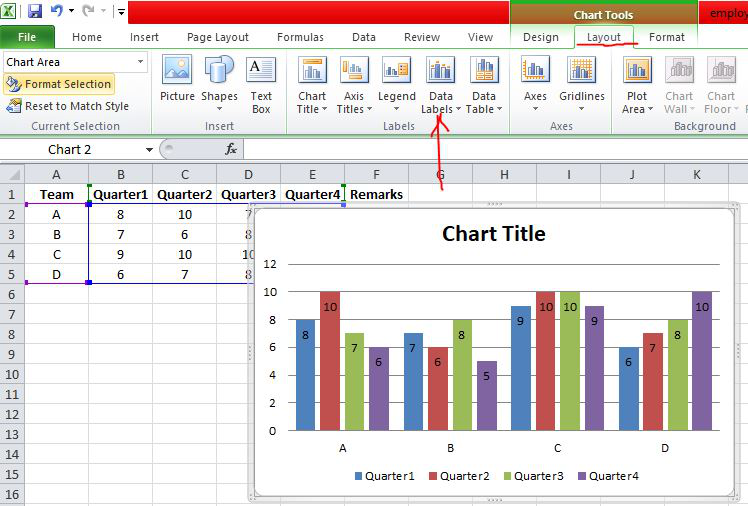 Chart Tools employ
File Home Insert Page Layout Formulas Data Review View Design Layout Format
Chart Area
Format Selection
Reset to Match Style
Current Selection
Picture Shapes Text Box
Insert
Chart Title Axis Titles Legend Data Labels Data Table
Labels
Axes Gridlines
Axes
Plot Area Chart Wall Chart Floor
Background
Chart 2 fx
A B C D E F G H I J K
1 Team Quarter1 Quarter2 Quarter3 Quarter4 Remarks
2 A 8 10 7
3 B 7 6 8
4 C 9 10 10
5 D 6 7 8
6
7
8
9
10
11
12
13
14
15
16
Chart Title
12
10
8
6
4
2
0
8 10 7 6
7 6 8 5
9 10 10 9
6 7 8 10
A B C D
Quarter1 Quarter2 Quarter3 Quarter4